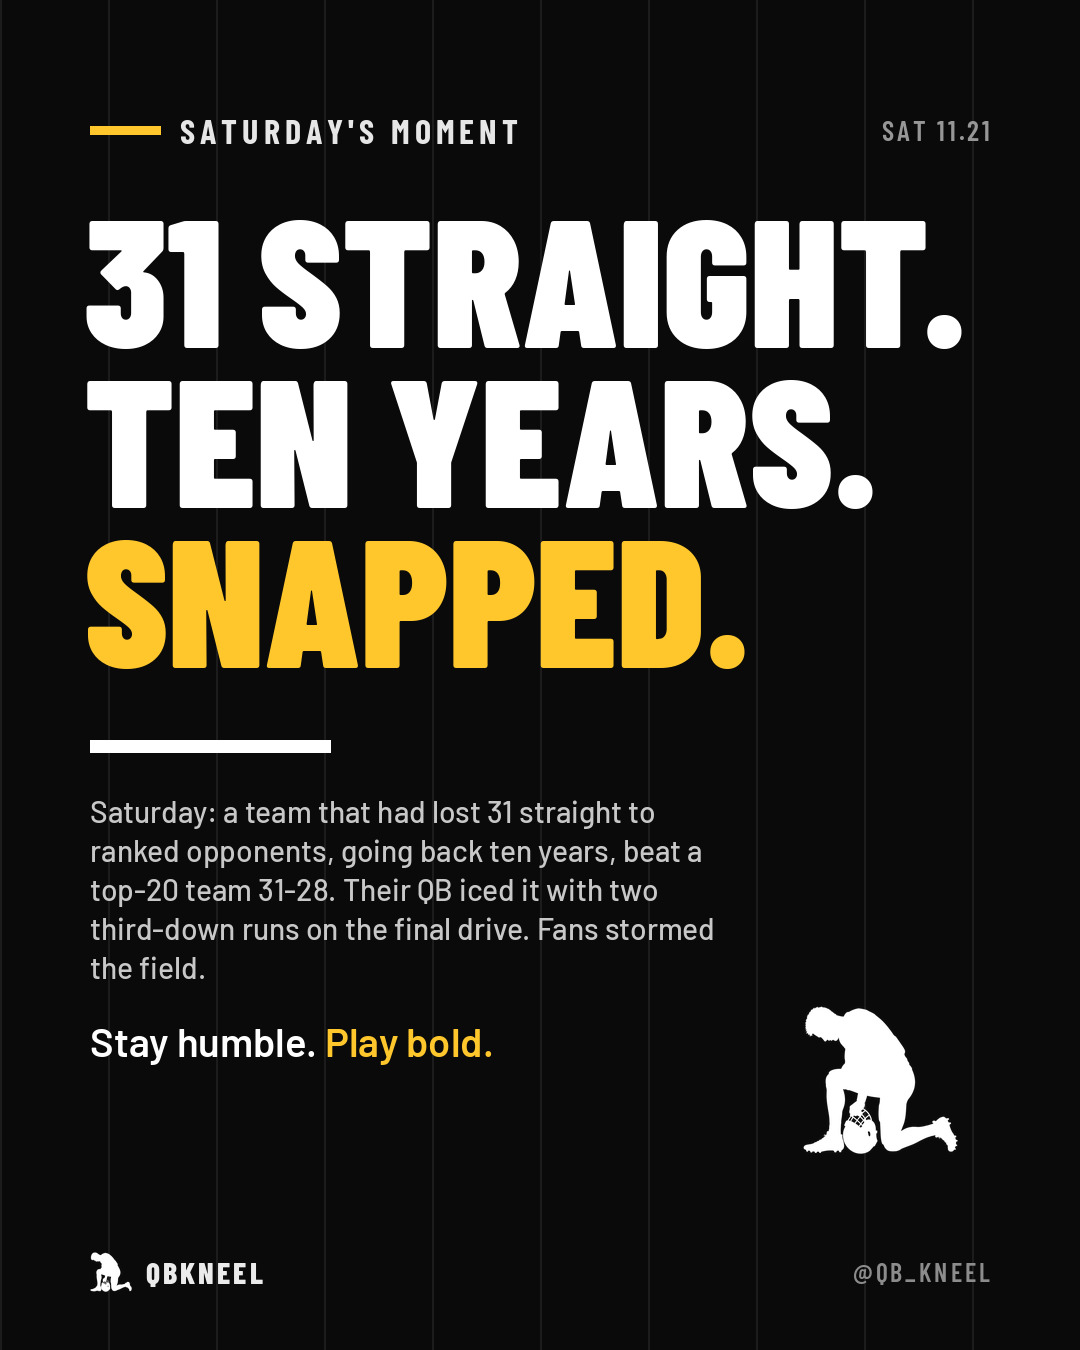 SATURDAY'S MOMENT
SAT 11.21
31 STRAIGHT.
TEN YEARS.
SNAPPED.
Saturday: a team that had lost 31 straight to
ranked opponents, going back ten years, beat a
top-20 team 31-28. Their QB iced it with two
third-down runs on the final drive. Fans stormed
the field.
Stay humble. Play bold.
QBKNEEL
@QB_KNEEL